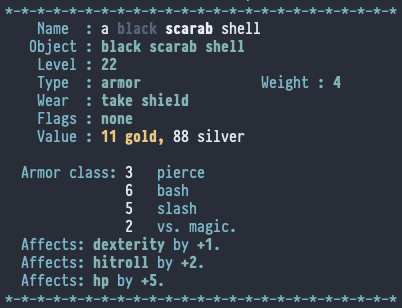 *-*-*-*-*-*-*-*-*-*-*-*-*-*-*-*-*-*-*-*-*-*-*-*-*
Name : a black scarab shell
Object : black scarab shell
Level : 22
Type : armor Weight : 4
Wear : take shield
Flags : none
Value : 11 gold, 88 silver
Armor class: 3 pierce
6 bash
5 slash
2 vs. magic.
Affects: dexterity by +1.
Affects: hitroll by +2.
Affects: hp by +5.
*-*-*-*-*-*-*-*-*-*-*-*-*-*-*-*-*-*-*-*-*-*-*-*-*